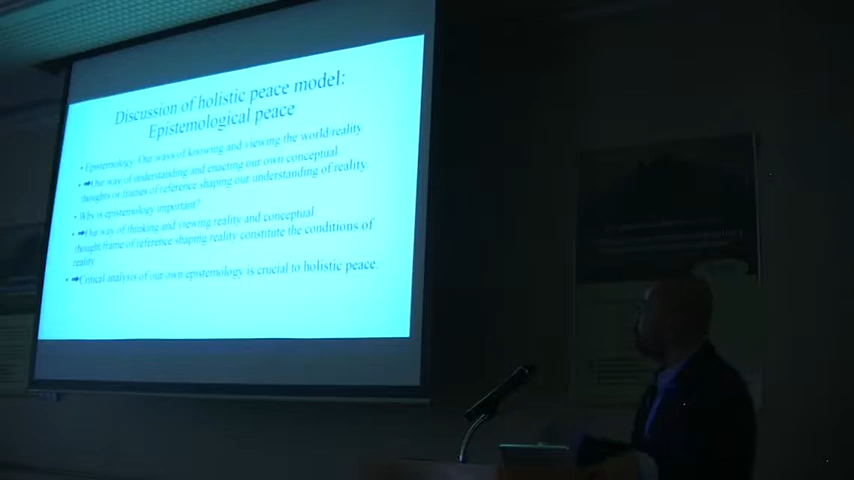 Discussion of holistic peace model:
Epistemological peace
• Epistemology: Our ways of knowing and viewing the world/reality
• ➡Our way of understanding and enacting our own conceptual
thoughts or frames of reference shaping our understanding of reality.
• Why is epistemology important?
• ➡Our way of thinking and viewing reality and conceptual
thought/frame of reference shaping reality constitute the conditions of
reality
• ➡Critical analysis of our own epistemology is crucial to holistic peace.